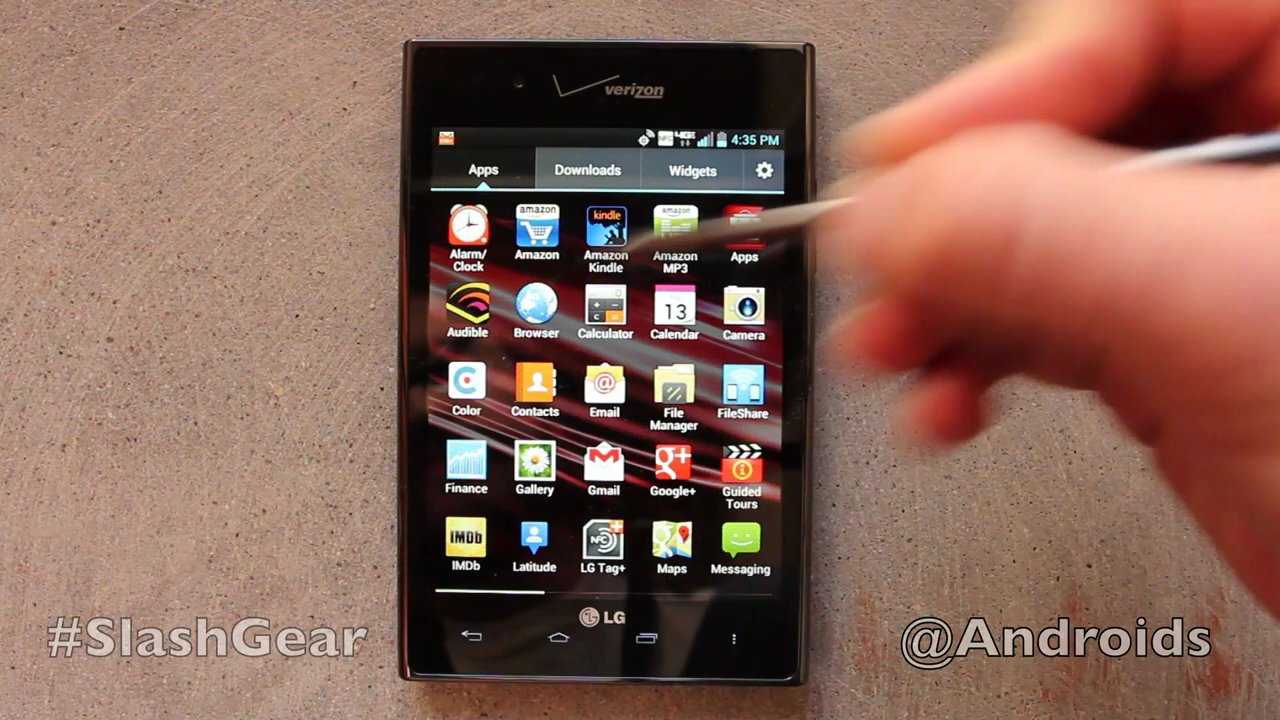 verizon
4G
4:35 PM
Apps
Downloads
Widgets
amazon
kindle
amazon
Alarm/
Clock
Amazon
Amazon
Kindle
Amazon
MP3
Apps
13
Audible
Browser
Calculator
Calendar
Camera
Color
Contacts
Email
File
Manager
FileShare
g+
Finance
Gallery
Gmail
Google+
Guided
Tours
IMDb
NFC
IMDb
Latitude
LG Tag+
Maps
Messaging
LG
#SlashGear
@Androids